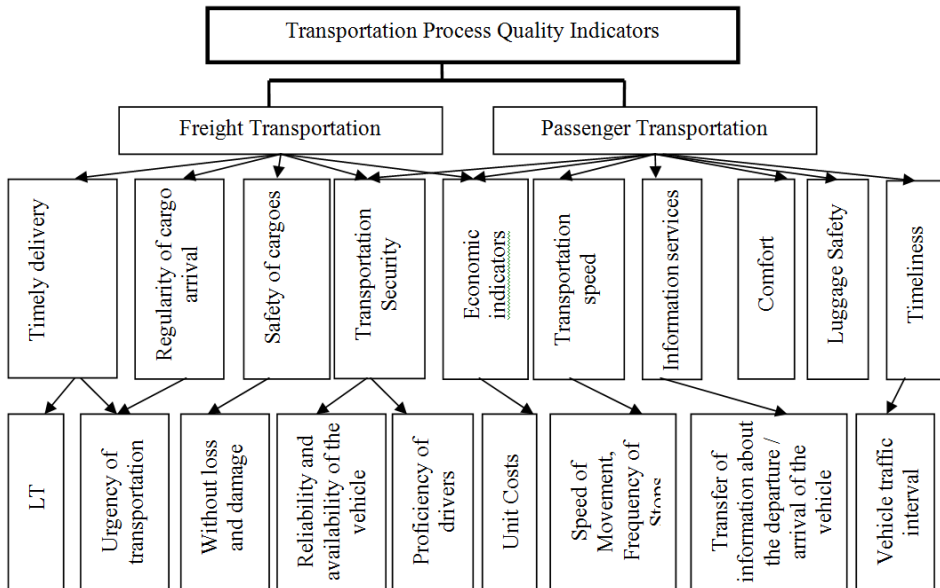 Transportation Process Quality Indicators
Freight Transportation
Passenger Transportation
Timely delivery
Regularity of cargo
arrival
Safety of cargoes
Transportation
Security
Economic
indicators
Transportation
speed
Information services
Comfort
Luggage Safety
Timeliness
LT
Urgency of
transportation
Without loss
and damage
Reliability and
availability of the
vehicle
Proficiency of
drivers
Unit Costs
Speed of
Movement,
Frequency of
Stops
Transfer of
information about
the departure /
arrival of the
vehicle
Vehicle traffic
interval